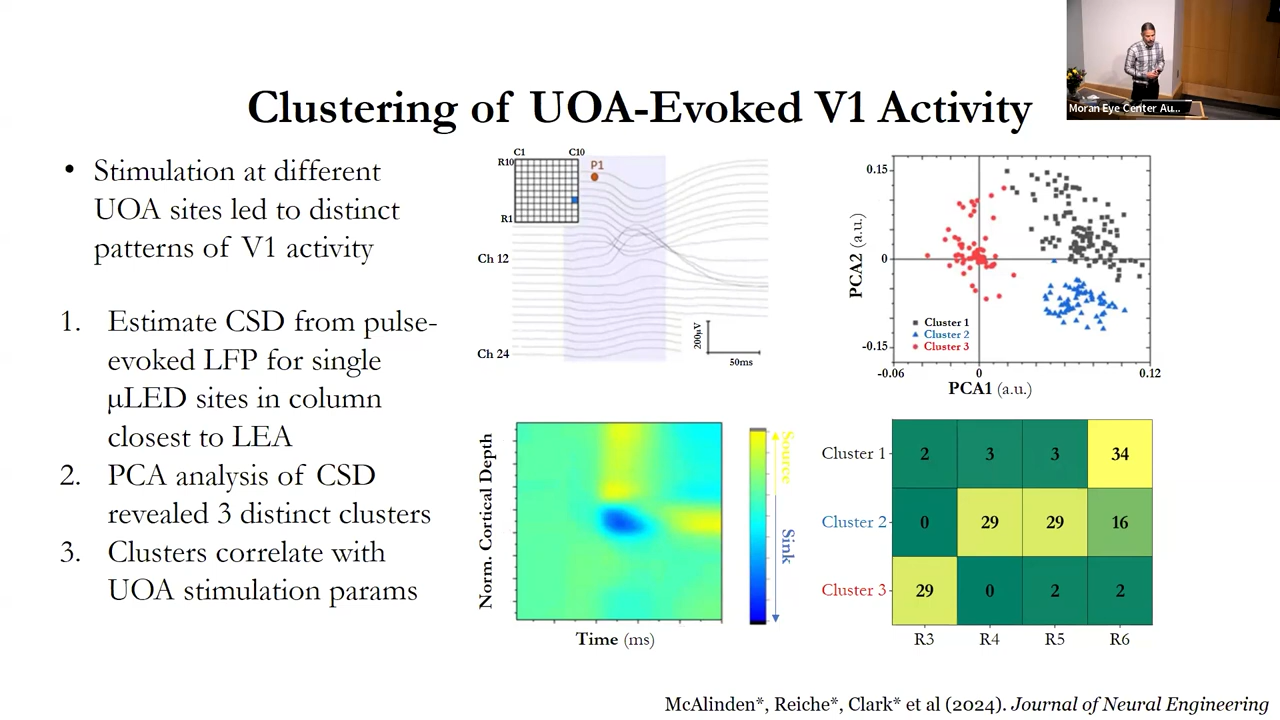 Moran Eye Center Au...
Clustering of UOA-Evoked V1 Activity
• Stimulation at different
UOA sites led to distinct
patterns of V1 activity
1. Estimate CSD from pulse-
evoked LFP for single
µLED sites in column
closest to LEA
2. PCA analysis of CSD
revealed 3 distinct clusters
3. Clusters correlate with
UOA stimulation params
C1 C10
R10
R1
P1
Ch 12
Ch 24
200µV
50ms
0.15
0
-0.15
PCA2 (a.u.)
Cluster 1
Cluster 2
Cluster 3
-0.06 0 0.12
PCA1 (a.u.)
Norm. Cortical Depth
Time (ms)
Source
Sink
Cluster 1 2 3 3 34
Cluster 2 0 29 29 16
Cluster 3 29 0 2 2
R3 R4 R5 R6
McAlinden*, Reiche*, Clark* et al (2024). Journal of Neural Engineering